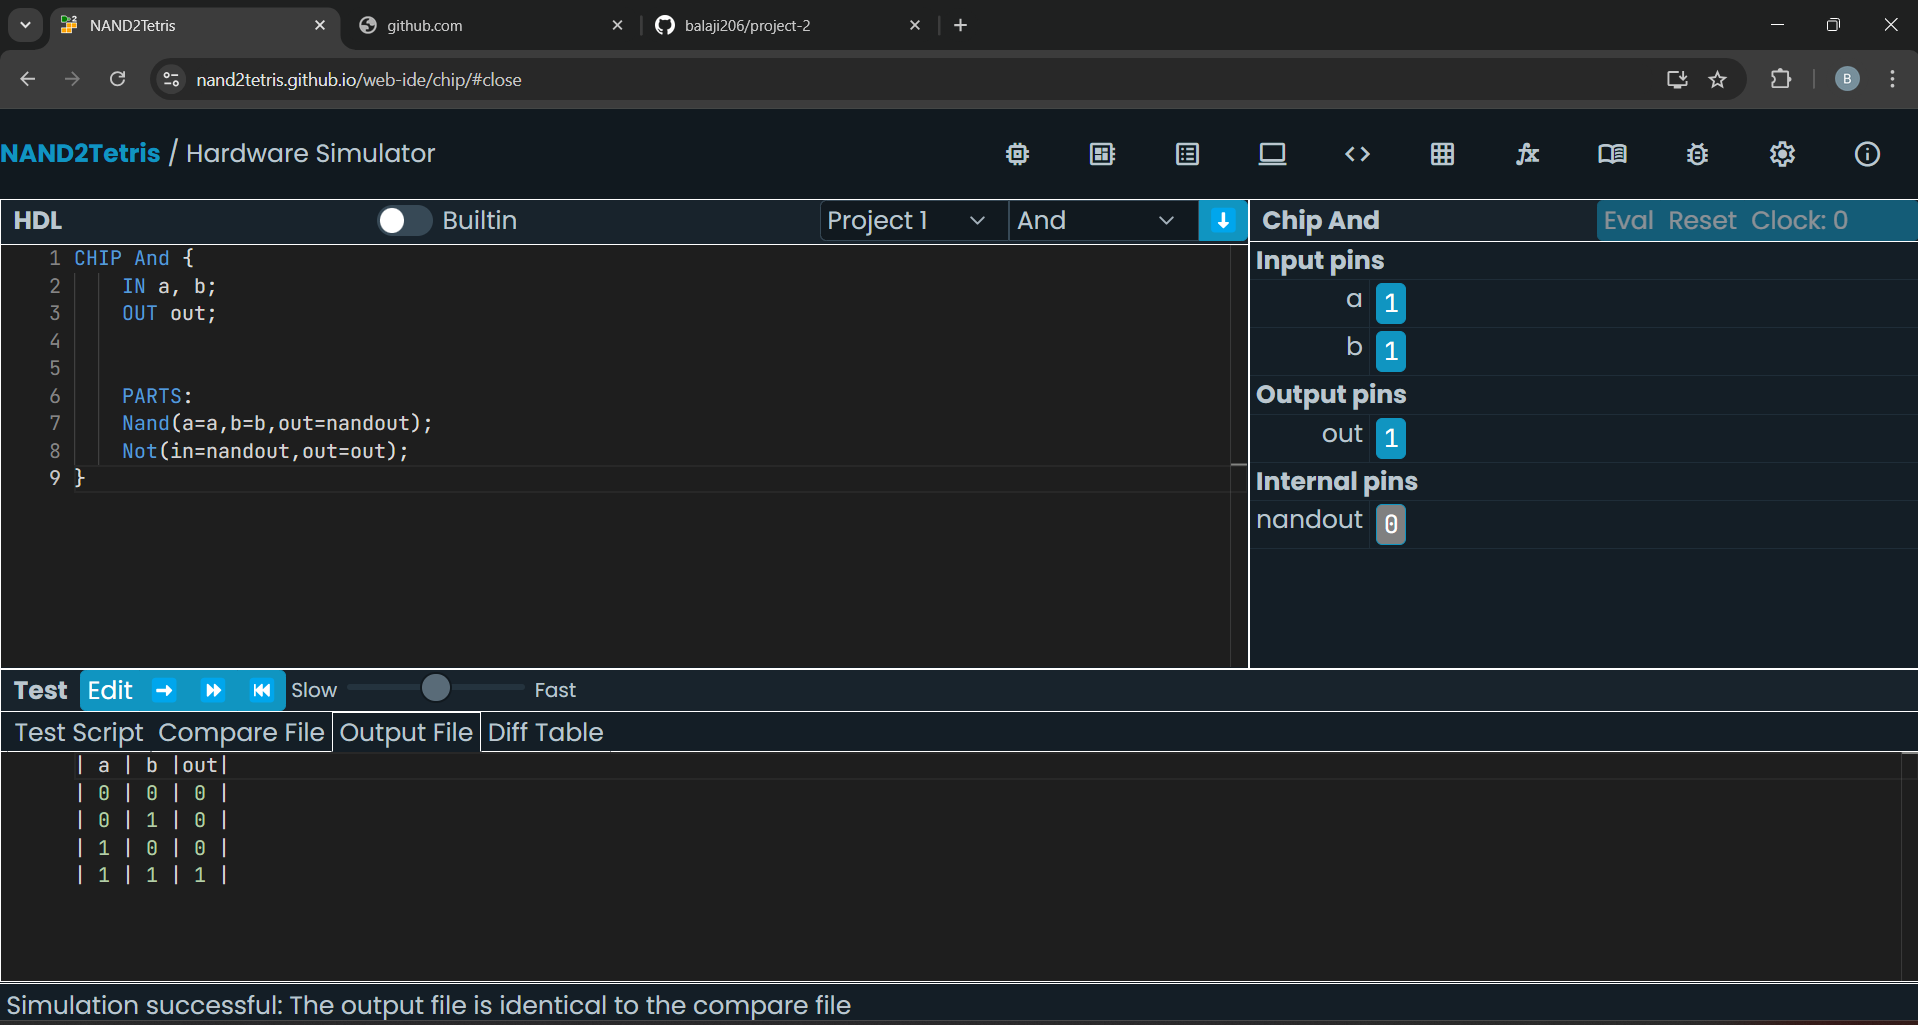 NAND2Tetris
github.com
balaji206/project-2
nand2tetris.github.io/web-ide/chip/#close
B
NAND2Tetris / Hardware Simulator
HDL
Builtin
Project 1
And
Chip And
Eval Reset Clock: 0
1 CHIP And {
2 IN a, b;
3 OUT out;
4
5
6 PARTS:
7 Nand(a=a,b=b,out=nandout);
8 Not(in=nandout,out=out);
9 }
Input pins
a 1
b 1
Output pins
out 1
Internal pins
nandout 0
Test Edit Slow Fast
Test Script Compare File Output File Diff Table
| a | b |out|
| 0 | 0 | 0 |
| 0 | 1 | 0 |
| 1 | 0 | 0 |
| 1 | 1 | 1 |
Simulation successful: The output file is identical to the compare file